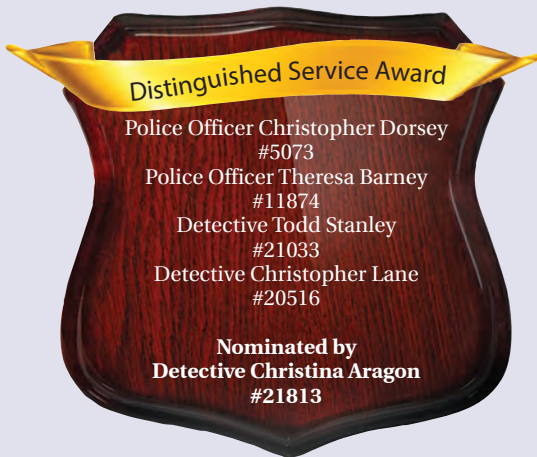 Distinguished Service Award
Police Officer Christopher Dorsey
#5073
Police Officer Theresa Barney
#11874
Detective Todd Stanley
#21033
Detective Christopher Lane
#20516
Nominated by
Detective Christina Aragon
#21813